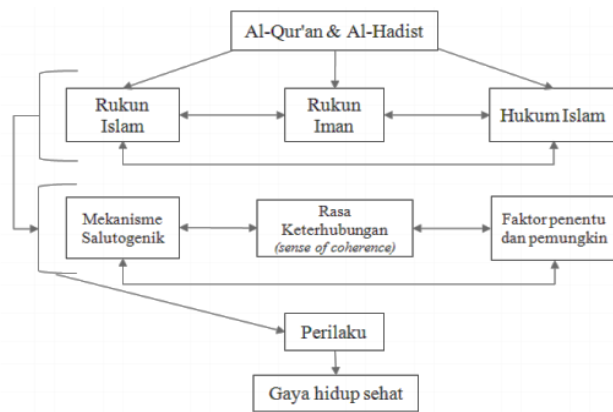 Al-Qur'an & Al-Hadist
Rukun
Islam
Rukun
Iman
Hukum Islam
Mekanisme
Salutogenik
Rasa
Keterhubungan
(sense of coherence)
Faktor penentu
dan pemungkin
Perilaku
Gaya hidup sehat